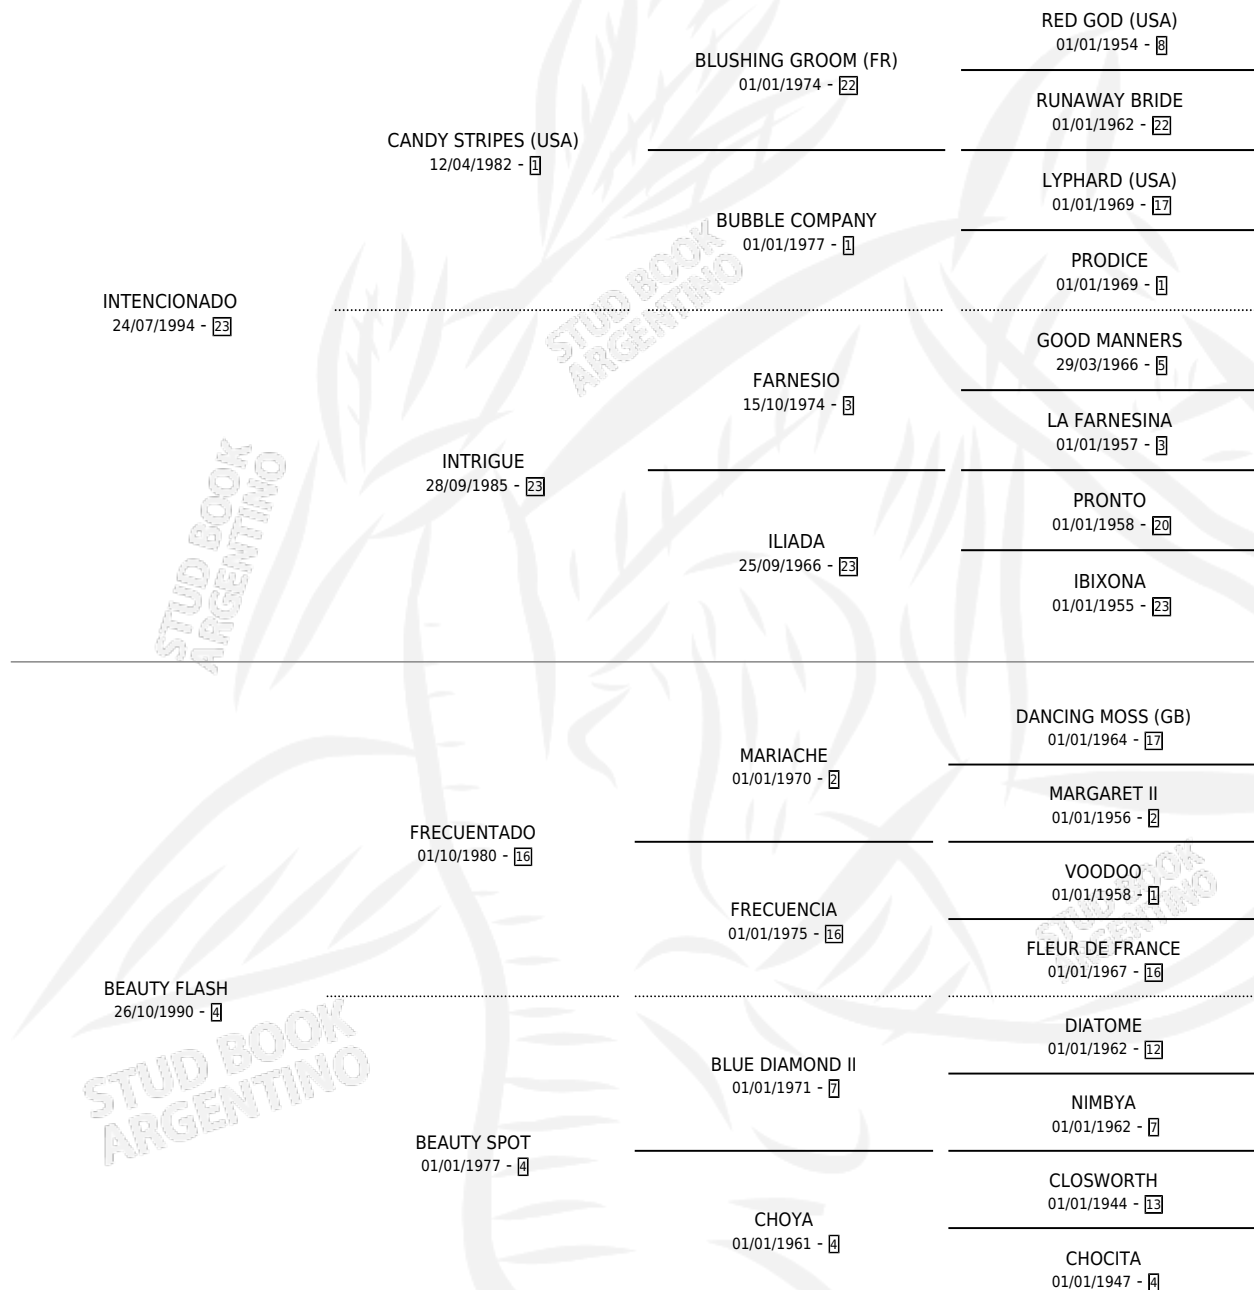 RED GOD (USA)
01/01/1954 - 8
BLUSHING GROOM (FR)
01/01/1974 - 22
RUNAWAY BRIDE
01/01/1962 - 22
CANDY STRIPES (USA)
12/04/1982 - 1
LYPHARD (USA)
01/01/1969 - 17
BUBBLE COMPANY
01/01/1977 - 1
PRODICE
01/01/1969 - 1
INTENCIONADO
24/07/1994 - 23
GOOD MANNERS
29/03/1966 - 5
FARNESIO
15/10/1974 - 3
LA FARNESINA
01/01/1957 - 3
INTRIGUE
28/09/1985 - 23
PRONTO
01/01/1958 - 20
ILIADA
25/09/1966 - 23
IBIXONA
01/01/1955 - 23
DANCING MOSS (GB)
01/01/1964 - 17
MARIACHE
01/01/1970 - 2
MARGARET II
01/01/1956 - 2
FRECUENTADO
01/10/1980 - 16
VOODOO
01/01/1958 - 1
FRECUENCIA
01/01/1975 - 16
FLEUR DE FRANCE
01/01/1967 - 16
BEAUTY FLASH
26/10/1990 - 4
DIATOME
01/01/1962 - 12
BLUE DIAMOND II
01/01/1971 - 7
NIMBYA
01/01/1962 - 7
BEAUTY SPOT
01/01/1977 - 4
CLOSWORTH
01/01/1944 - 13
CHOYA
01/01/1961 - 4
CHOCITA
01/01/1947 - 4
STUD BOOK
ARGENTINO
STUD BOOK
ARGENTINO
STUD BOOK
ARGENTINO
STUD BOOK
ARGENTINO